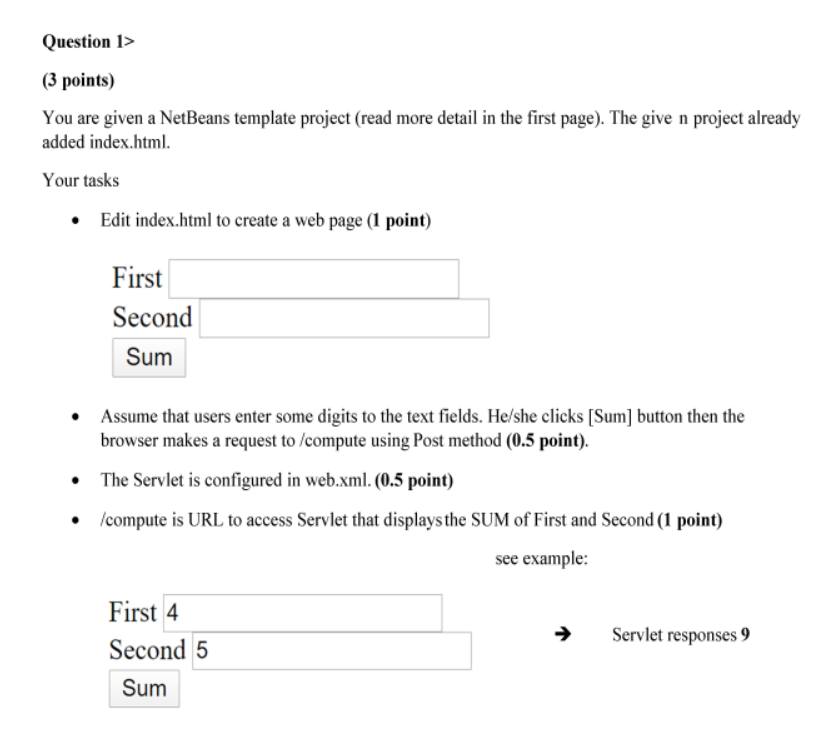 Question 1>
(3 points)
You are given a NetBeans template project (read more detail in the first page). The give n project already
added index.html.
Your tasks
• Edit index.html to create a web page (1 point)
First
Second
Sum
• Assume that users enter some digits to the text fields. He/she clicks [Sum] button then the
browser makes a request to /compute using Post method (0.5 point).
• The Servlet is configured in web.xml. (0.5 point)
• /compute is URL to access Servlet that displays the SUM of First and Second (1 point)
see example:
First 4
Second 5
Sum
➔ Servlet responses 9